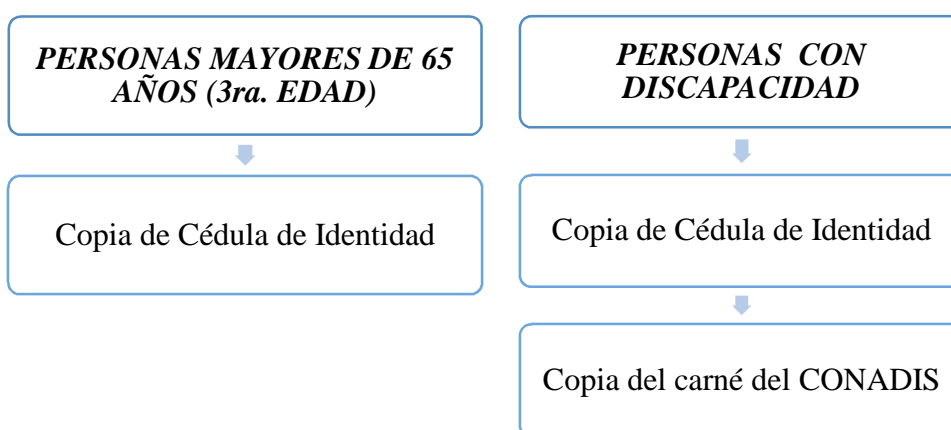 PERSONAS MAYORES DE 65
AÑOS (3ra. EDAD)
Copia de Cédula de Identidad
PERSONAS CON
DISCAPACIDAD
Copia de Cédula de Identidad
Copia del carné del CONADIS